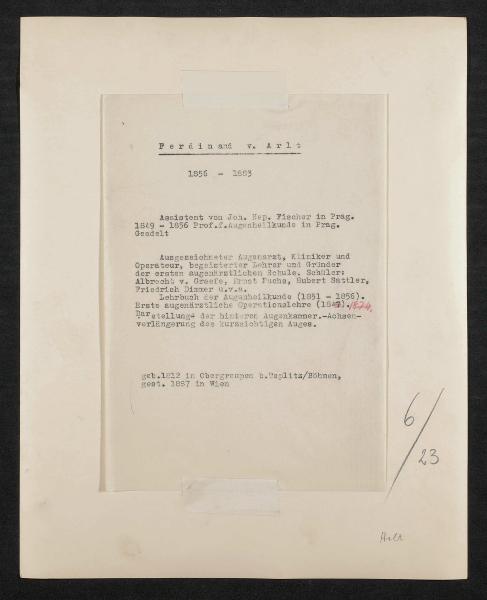 Ferdinand v. Arlt
1856 - 1883
Assistent von Joh. Nep. Fischer in Prag.
1849 - 1856 Prof.f.Augenheilkunde in Prag.
Geadelt
Ausgezeichneter Augenarzt, Kliniker und
Operateur, begeisterter Lehrer und Gründer
der ersten augenärztlichen Schule. Schüler:
Albrecht v. Graefe, Ernst Fuchs, Hubert Sattler,
Friedrich Dimmer u.v.a.
Lehrbuch der Augenheilkunde (1851 - 1856).
Erste augenärztliche Operationslehre 1874.
Darstellung der hinteren Augenkammer.-Achsen-
verlängerung des kurzsichtigen Auges.
geb.1812 in Obergraupen b.Teplitz/Böhmen,
gest. 1887 in Wien
6/23
Arlt